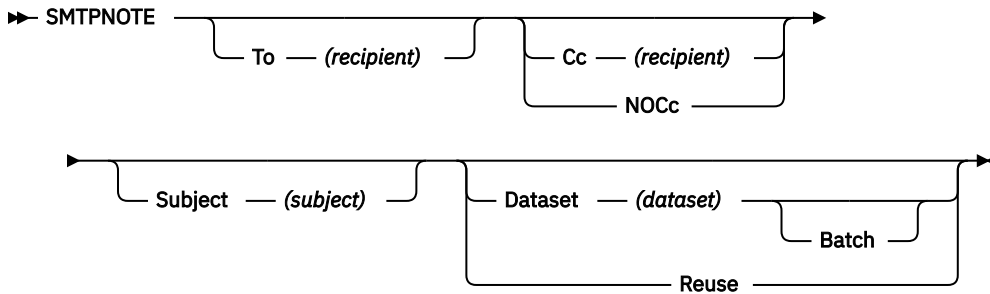 SMTPNOTE
To (recipient)
Cc (recipient)
NOCc
Subject (subject)
Dataset (dataset)
Batch
Reuse